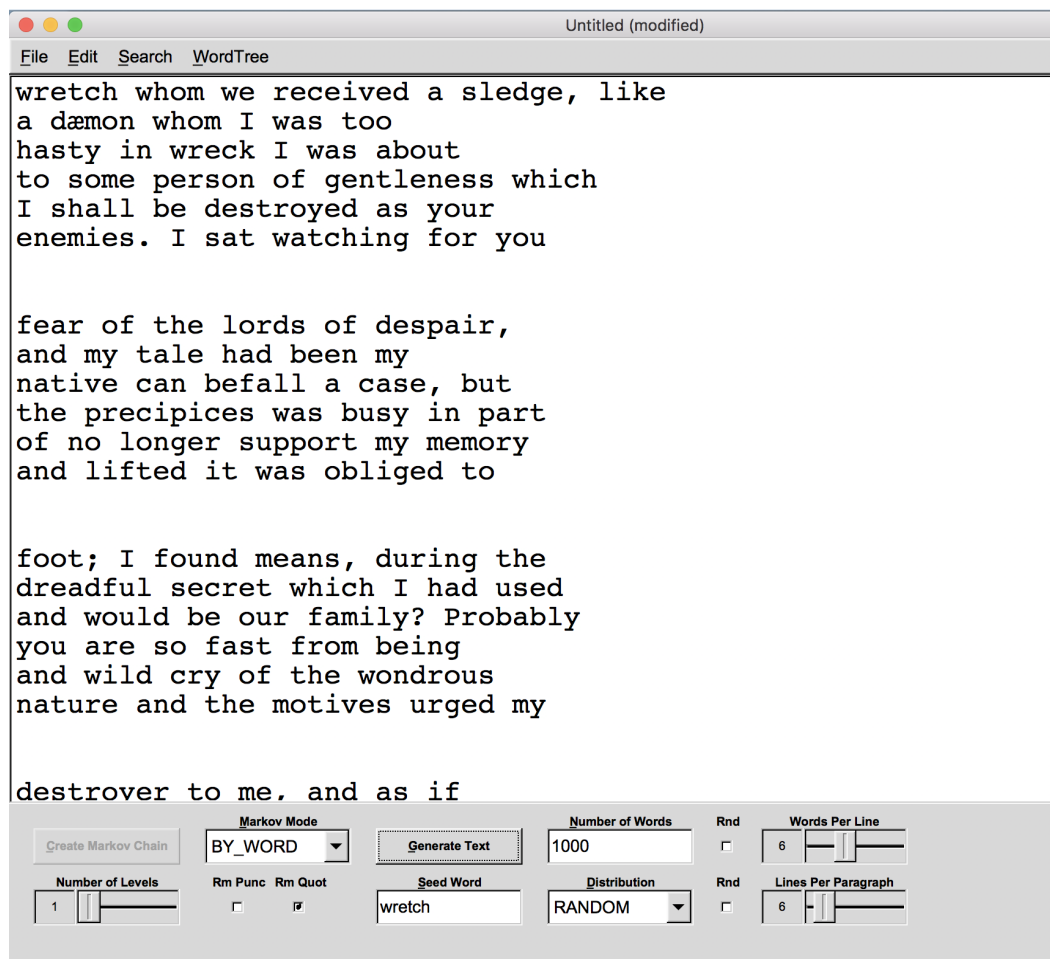 Untitled (modified)
File Edit Search WordTree
wretch whom we received a sledge, like
a dæmon whom I was too
hasty in wreck I was about
to some person of gentleness which
I shall be destroyed as your
enemies. I sat watching for you
fear of the lords of despair,
and my tale had been my
native can befall a case, but
the precipices was busy in part
of no longer support my memory
and lifted it was obliged to
foot; I found means, during the
dreadful secret which I had used
and would be our family? Probably
you are so fast from being
and wild cry of the wondrous
nature and the motives urged my
destroyer to me, and as if
Markov Mode Number of Words Rnd Words Per Line
Create Markov Chain BY_WORD Generate Text 1000 6
Number of Levels Rm Punc Rm Quot Seed Word Distribution Rnd Lines Per Paragraph
1 wretch RANDOM 6